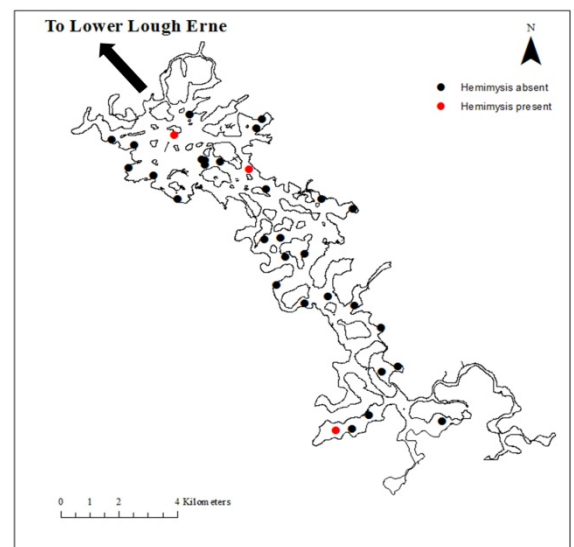 To Lower Lough Erne
N
Hemimysis absent
Hemimysis present
0 1 2 4 Kilometers